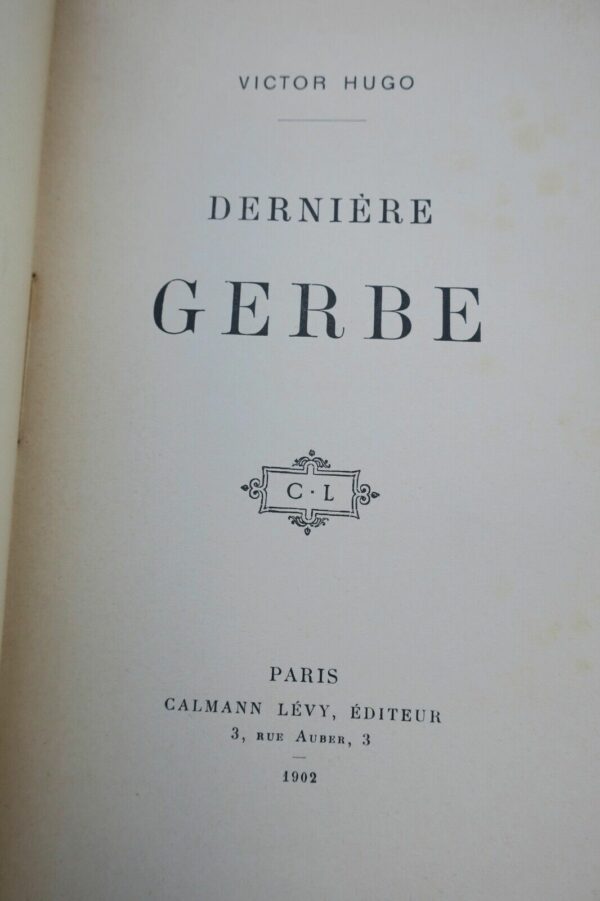 VICTOR HUGO
DERNIÈRE
GERBE
C · L
PARIS
CALMANN LÉVY, ÉDITEUR
3, RUE AUBER, 3
1902